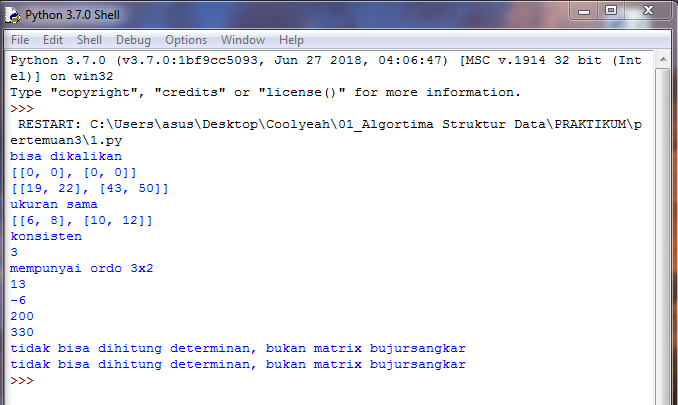 Python 3.7.0 Shell
File Edit Shell Debug Options Window Help
Python 3.7.0 (v3.7.0:1bf9cc5093, Jun 27 2018, 04:06:47) [MSC v.1914 32 bit (Int
el)] on win32
Type "copyright", "credits" or "license()" for more information.
>>>
 RESTART: C:\Users\asus\Desktop\Coolyeah\01_Algortima Struktur Data\PRAKTIKUM\p
ertemuan3\1.py
bisa dikalikan
[[0, 0], [0, 0]]
[[19, 22], [43, 50]]
ukuran sama
[[6, 8], [10, 12]]
konsisten
3
mempunyai ordo 3x2
13
-6
200
330
tidak bisa dihitung determinan, bukan matrix bujursangkar
tidak bisa dihitung determinan, bukan matrix bujursangkar
>>>